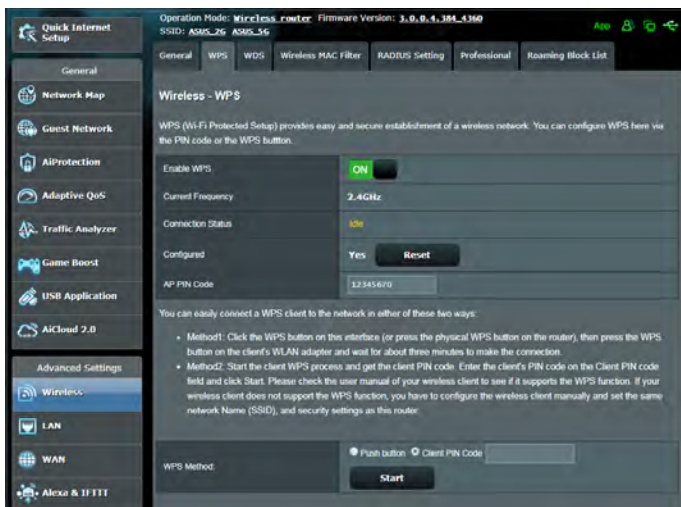 Quick Internet
Setup
General
Network Map
Guest Network
AiProtection
Adaptive QoS
Traffic Analyzer
Game Boost
USB Application
AiCloud 2.0
Advanced Settings
Wireless
LAN
WAN
Alexa & IFTTT
Operation Mode: Wireless router Firmware Version: 3.0.0.4.384_4360
SSID: ASUS_2G ASUS_5G
App
General WPS WDS Wireless MAC Filter RADIUS Setting Professional Roaming Block List
Wireless - WPS
WPS (Wi-Fi Protected Setup) provides easy and secure establishment of a wireless network. You can configure WPS here via
the PIN code or the WPS buttton.
Enable WPS ON
Current Frequency 2.4GHz
Connection Status Idle
Configured Yes Reset
AP PIN Code 12345670
You can easily connect a WPS client to the network in either of these two ways:
• Method1: Click the WPS button on this interface (or press the physical WPS button on the router), then press the WPS
button on the client's WLAN adapter and wait for about three minutes to make the connection.
• Method2: Start the client WPS process and get the client PIN code. Enter the client's PIN code on the Client PIN code
field and click Start. Please check the user manual of your wireless client to see if it supports the WPS function. If your
wireless client does not support the WPS function, you have to configure the wireless client manually and set the same
network Name (SSID), and security settings as this router.
WPS Method: Push button Client PIN Code
Start